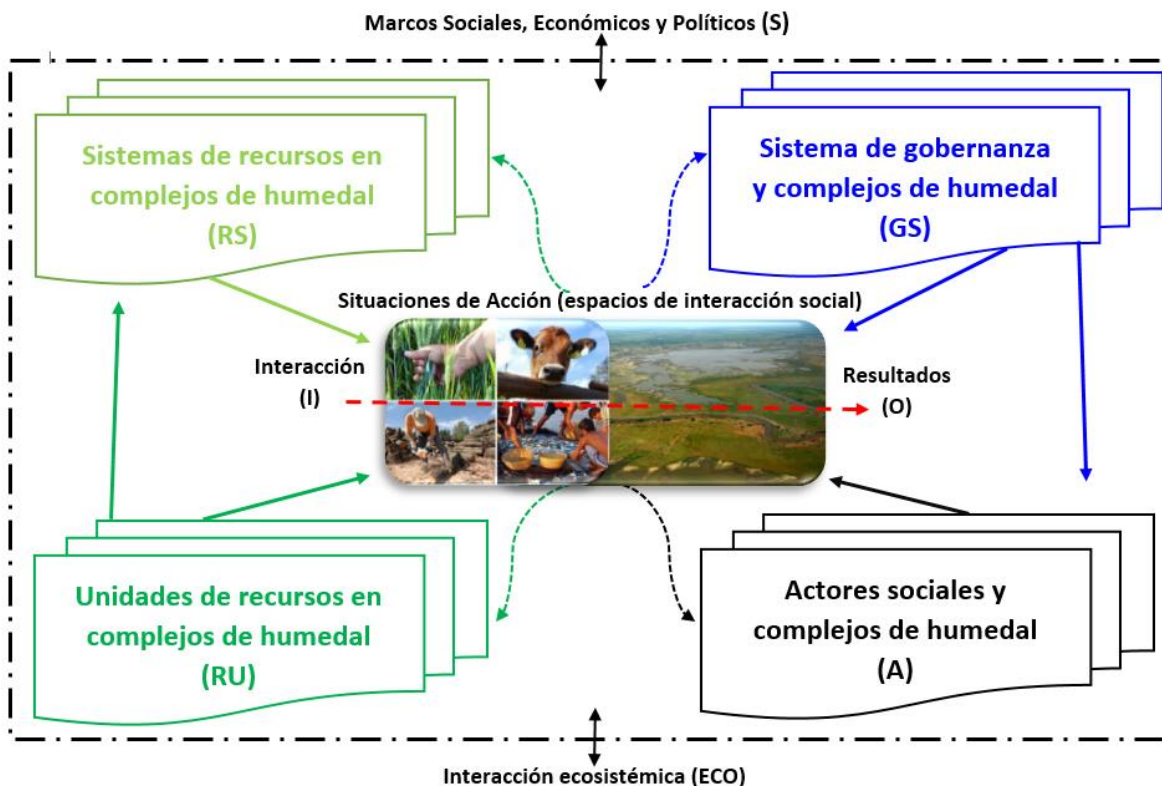 Marcos Sociales, Económicos y Políticos (S)
Sistemas de recursos en
complejos de humedal
(RS)
Sistema de gobernanza
y complejos de humedal
(GS)
Situaciones de Acción (espacios de interacción social)
Interacción
(I)
Resultados
(O)
Unidades de recursos en
complejos de humedal
(RU)
Actores sociales y
complejos de humedal
(A)
Interacción ecosistémica (ECO)